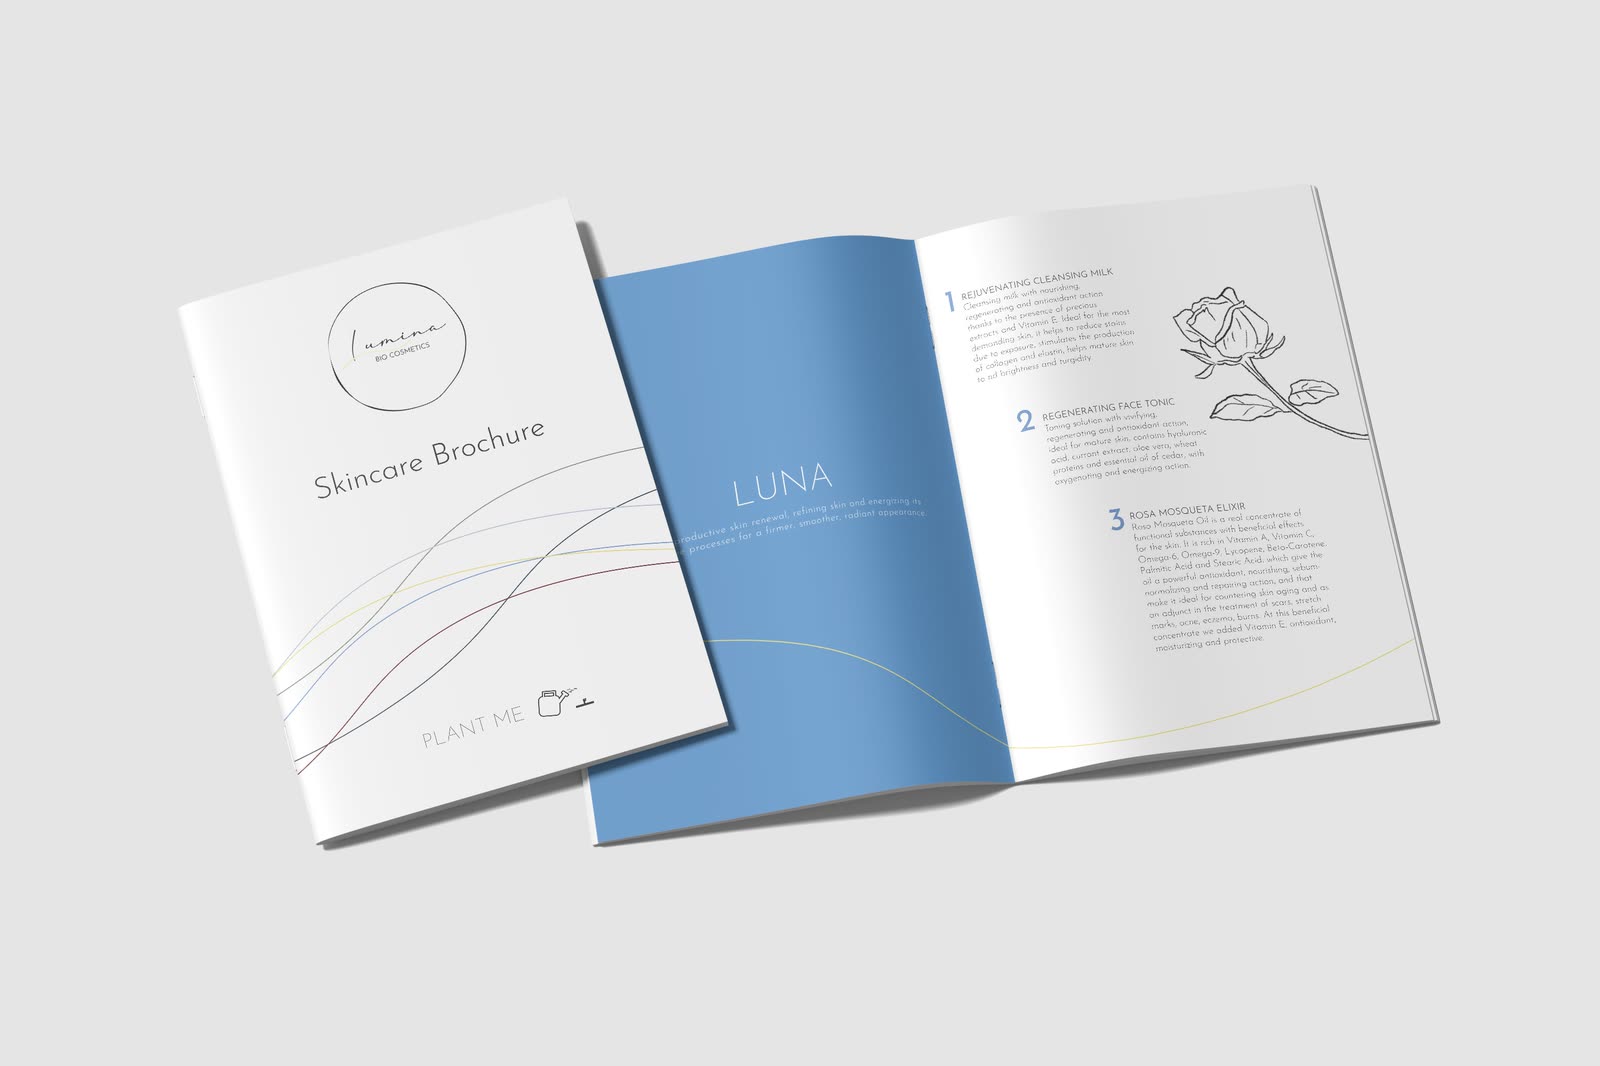 lumina
BIO COSMETICS
Skincare Brochure
PLANT ME
LUNA
skin renewal, refining skin and energizing its
processes for a firmer, smoother, radiant appearance.
1
REJUVENATING CLEANSING MILK
Cleansing milk with nourishing,
regenerating and antioxidant action
thanks to the presence of precious
extracts and Vitamin E. Ideal for the most
demanding skin, it helps to reduce stains
due to exposure, stimulates the production
of collagen and elastin, helps mature skin
to ad brightness and turgidity.
2
REGENERATING FACE TONIC
Toning solution with vivifying,
regenerating and antioxidant action,
ideal for mature skin, contains hyaluronic
acid, currant extract, aloe vera, wheat
proteins and essential oil of cedar, with
oxygenating and energizing action.
3
ROSA MOSQUETA ELIXIR
Rosa Mosqueta Oil is a real concentrate of
functional substances with beneficial effects
for the skin. It is rich in Vitamin A, Vitamin C,
Omega-6, Omega-9, Lycopene, Beta-Carotene.
Palmitic Acid and Stearic Acid. which give the
oil a powerful antioxidant, nourishing, sebum-
normalizing and repairing action, and that
make it ideal for countering skin aging and as
an adjunct in the treatment of scars, stretch
marks, acne, eczema, burns. At this beneficial
concentrate we added Vitamin E. antioxidant,
moisturizing and protective.